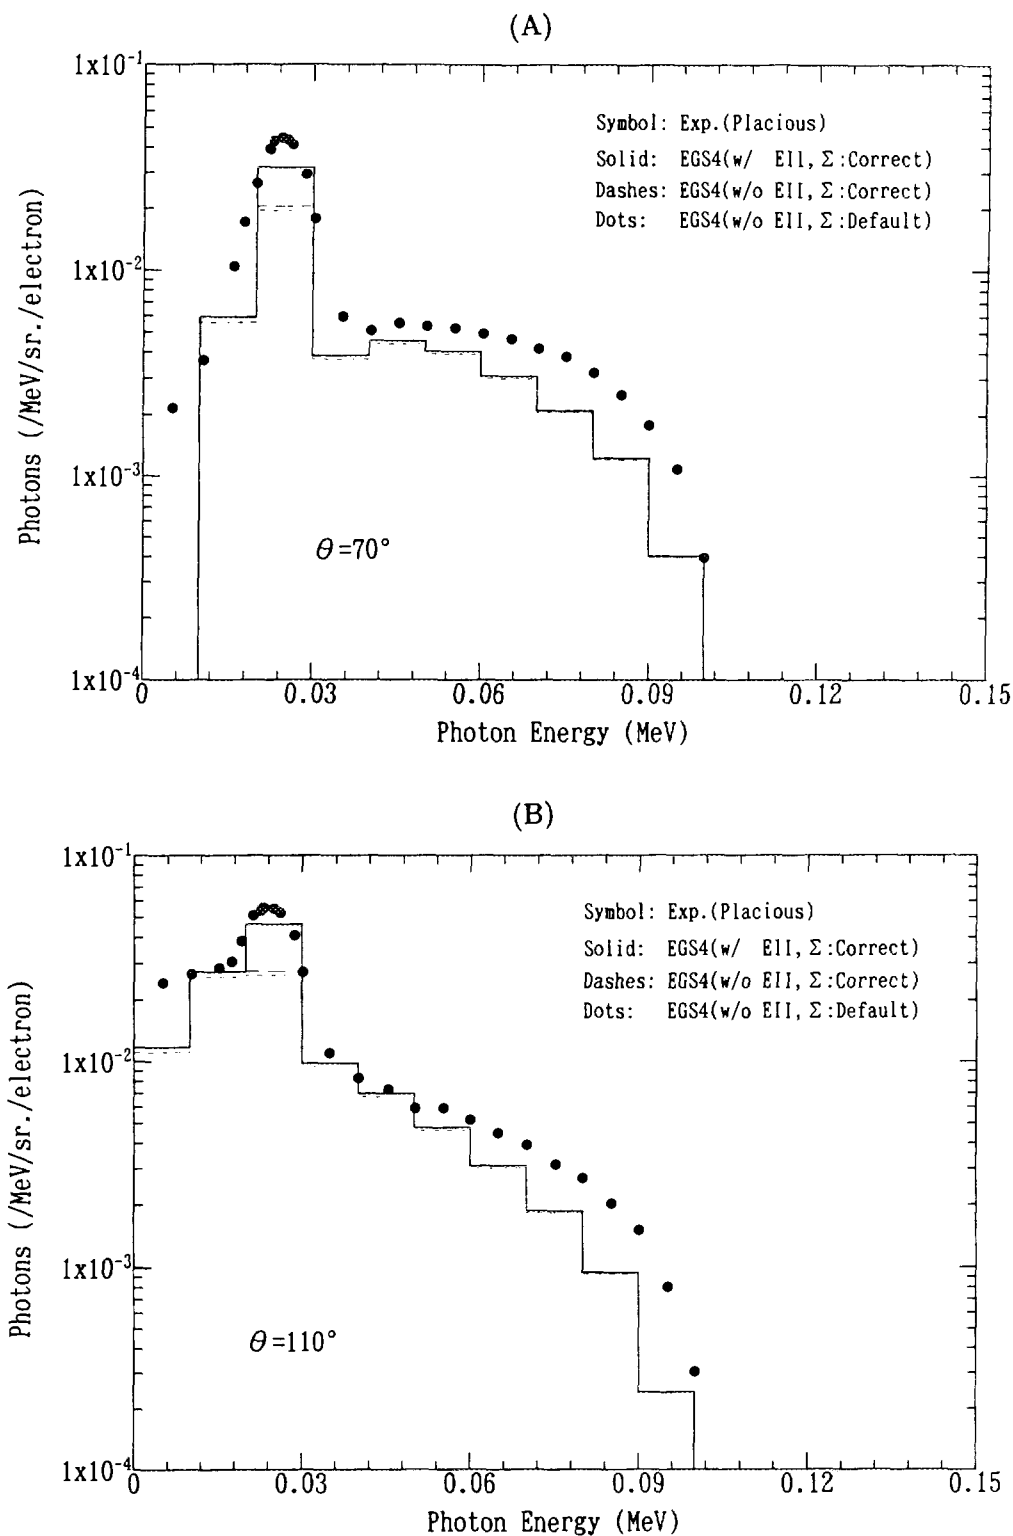 (A)
1x10⁻¹
1x10⁻²
1x10⁻³
1x10⁻⁴
Photons (/MeV/sr./electron)
Symbol: Exp.(Placious)
Solid: EGS4(w/ EII, Σ:Correct)
Dashes: EGS4(w/o EII, Σ:Correct)
Dots: EGS4(w/o EII, Σ:Default)
θ=70°
0 0.03 0.06 0.09 0.12 0.15
Photon Energy (MeV)
(B)
1x10⁻¹
1x10⁻²
1x10⁻³
1x10⁻⁴
Photons (/MeV/sr./electron)
Symbol: Exp.(Placious)
Solid: EGS4(w/ EII, Σ:Correct)
Dashes: EGS4(w/o EII, Σ:Correct)
Dots: EGS4(w/o EII, Σ:Default)
θ=110°
0 0.03 0.06 0.09 0.12 0.15
Photon Energy (MeV)